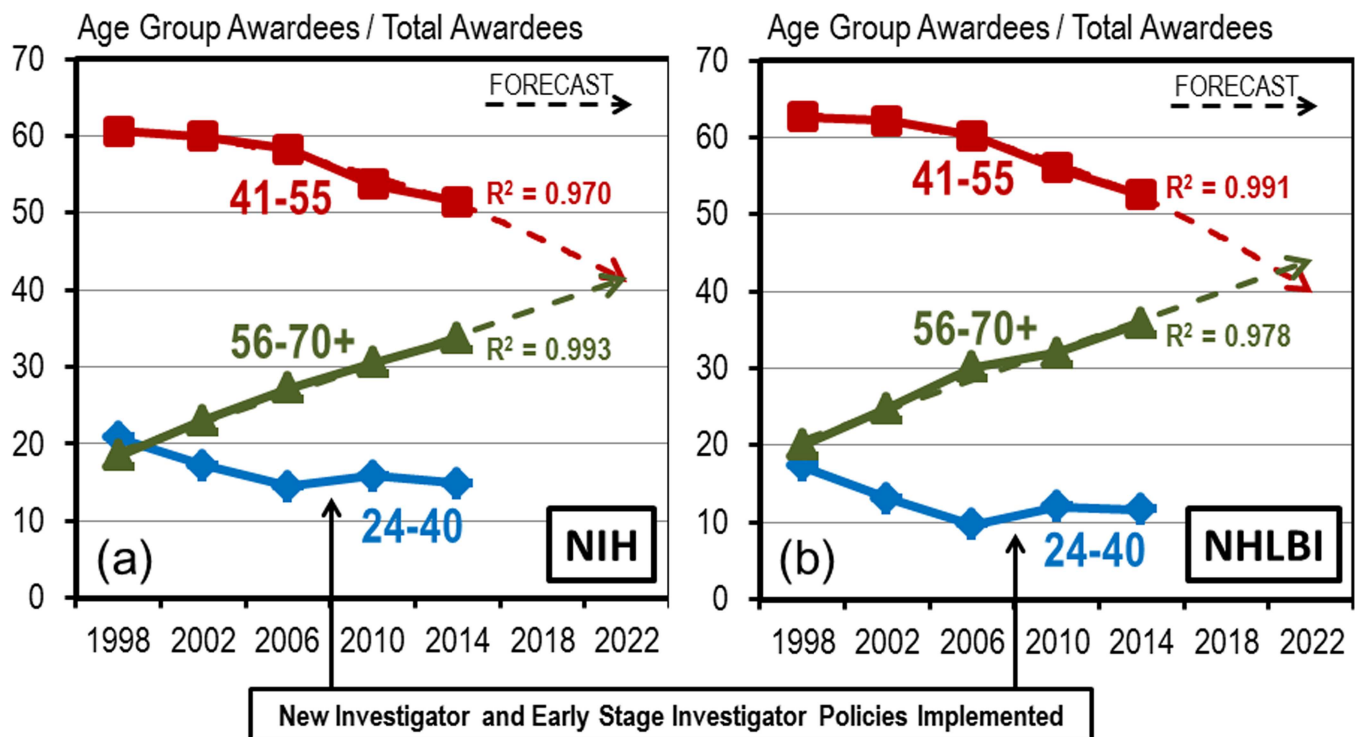 Age Group Awardees / Total Awardees
70
60
50
40
30
20
10
0
FORECAST
41-55
R² = 0.970
56-70+
R² = 0.993
24-40
(a)
NIH
1998 2002 2006 2010 2014 2018 2022
Age Group Awardees / Total Awardees
70
60
50
40
30
20
10
0
FORECAST
41-55
R² = 0.991
56-70+
R² = 0.978
24-40
(b)
NHLBI
1998 2002 2006 2010 2014 2018 2022
New Investigator and Early Stage Investigator Policies Implemented